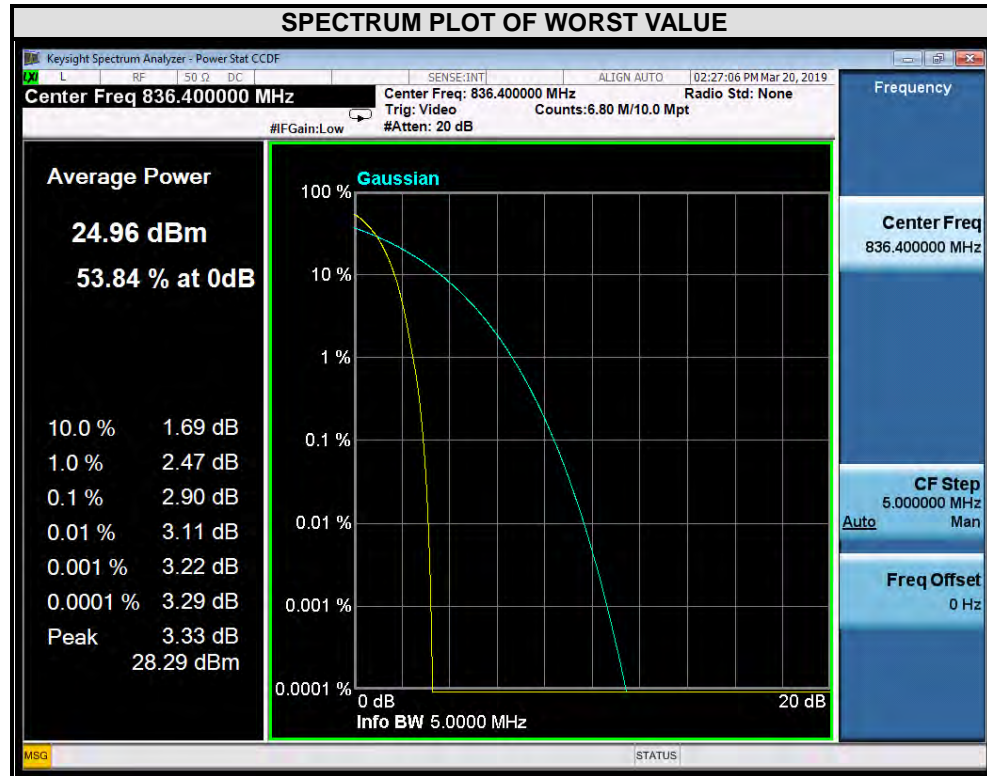 SPECTRUM PLOT OF WORST VALUE
Keysight Spectrum Analyzer - Power Stat CCDF
LXI L RF 50 Ω DC SENSE:INT ALIGN AUTO 02:27:06 PM Mar 20, 2019
Center Freq 836.400000 MHz
Center Freq: 836.400000 MHz Radio Std: None
Trig: Video Counts:6.80 M/10.0 Mpt
#IFGain:Low #Atten: 20 dB
Average Power
24.96 dBm
53.84 % at 0dB
10.0 % 1.69 dB
1.0 % 2.47 dB
0.1 % 2.90 dB
0.01 % 3.11 dB
0.001 % 3.22 dB
0.0001 % 3.29 dB
Peak 3.33 dB
28.29 dBm
Gaussian
100 %
10 %
1 %
0.1 %
0.01 %
0.001 %
0.0001 %
0 dB 20 dB
Info BW 5.0000 MHz
Frequency
Center Freq
836.400000 MHz
CF Step
5.000000 MHz
Auto Man
Freq Offset
0 Hz
MSG STATUS